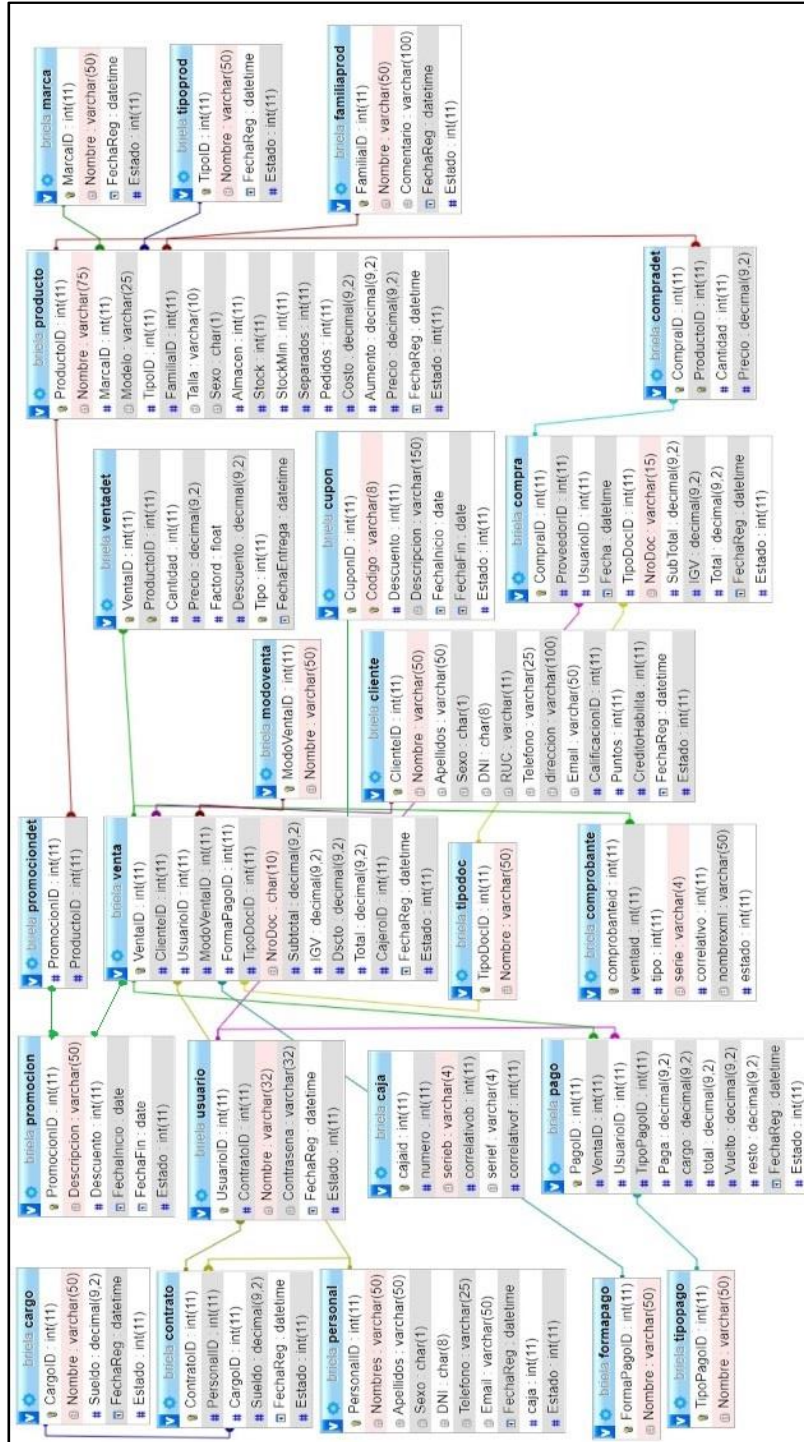 briela cargo
CargoID : int(11)
Nombre : varchar(50)
Sueldo : decimal(9,2)
FechaReg : datetime
Estado : int(11)
briela contrato
ContratoID : int(11)
PersonalID : int(11)
CargoID : int(11)
Sueldo : decimal(9,2)
FechaReg : datetime
Estado : int(11)
briela personal
PersonalID : int(11)
Nombres : varchar(50)
Apellidos : varchar(50)
Sexo : char(1)
DNI : char(8)
Telefono : varchar(25)
Email : varchar(50)
FechaReg : datetime
caja : int(11)
Estado : int(11)
briela formapago
FormaPagoID : int(11)
Nombre : varchar(50)
briela tipopago
TipoPagoID : int(11)
Nombre : varchar(50)
briela promocion
PromocionID : int(11)
Descripcion : varchar(50)
Descuento : int(11)
FechaInico : date
FechaFin : date
Estado : int(11)
briela usuario
UsuarioID : int(11)
ContratoID : int(11)
Nombre : varchar(32)
Contrasena : varchar(32)
FechaReg : datetime
Estado : int(11)
briela caja
cajaid : int(11)
numero : int(11)
serieb : varchar(4)
correlativob : int(11)
serief : varchar(4)
correlativof : int(11)
briela pago
PagoID : int(11)
VentaID : int(11)
UsuarioID : int(11)
TipoPagoID : int(11)
Paga : decimal(9,2)
cargo : decimal(9,2)
total : decimal(9,2)
Vuelto : decimal(9,2)
resto : decimal(9,2)
FechaReg : datetime
Estado : int(11)
briela promociondet
PromocionID : int(11)
ProductoID : int(11)
briela venta
VentaID : int(11)
ClienteID : int(11)
UsuarioID : int(11)
ModoVentaID : int(11)
FormaPagoID : int(11)
TipoDocID : int(11)
NroDoc : char(10)
Subtotal : decimal(9,2)
IGV : decimal(9,2)
Dscto : decimal(9,2)
Total : decimal(9,2)
CajeroID : int(11)
FechaReg : datetime
Estado : int(11)
briela tipodoc
TipoDocID : int(11)
Nombre : varchar(50)
briela comprobante
comprobanteid : int(11)
ventaid : int(11)
tipo : int(11)
serie : varchar(4)
correlativo : int(11)
nombrexml : varchar(50)
estado : int(11)
briela modoventa
ModoVentaID : int(11)
Nombre : varchar(50)
briela cliente
ClienteID : int(11)
Nombre : varchar(50)
Apellidos : varchar(50)
Sexo : char(1)
DNI : char(8)
RUC : varchar(11)
Telefono : varchar(25)
direccion : varchar(100)
Email : varchar(50)
CalificacionID : int(11)
Puntos : int(11)
CreditoHabilita : int(11)
FechaReg : datetime
Estado : int(11)
briela ventadet
VentaID : int(11)
ProductoID : int(11)
Cantidad : int(11)
Precio : decimal(9,2)
Factord : float
Descuento : decimal(9,2)
Tipo : int(11)
FechaEntrega : datetime
briela cupon
CuponID : int(11)
Codigo : varchar(8)
Descuento : int(11)
Descripcion : varchar(150)
FechaInicio : date
FechaFin : date
Estado : int(11)
briela compra
CompraID : int(11)
ProveedorID : int(11)
UsuarioID : int(11)
Fecha : datetime
TipoDocID : int(11)
NroDoc : varchar(15)
SubTotal : decimal(9,2)
IGV : decimal(9,2)
Total : decimal(9,2)
FechaReg : datetime
Estado : int(11)
briela producto
ProductoID : int(11)
Nombre : varchar(75)
MarcaID : int(11)
Modelo : varchar(25)
TipoID : int(11)
FamiliaID : int(11)
Talla : varchar(10)
Sexo : char(1)
Almacen : int(11)
Stock : int(11)
StockMin : int(11)
Separados : int(11)
Pedidos : int(11)
Costo : decimal(9,2)
Aumento : decimal(9,2)
Precio : decimal(9,2)
FechaReg : datetime
Estado : int(11)
briela compradet
CompraID : int(11)
ProductoID : int(11)
Cantidad : int(11)
Precio : decimal(9,2)
briela marca
MarcaID : int(11)
Nombre : varchar(50)
FechaReg : datetime
Estado : int(11)
briela tipoprod
TipoID : int(11)
Nombre : varchar(50)
FechaReg : datetime
Estado : int(11)
briela familiaprod
FamiliaID : int(11)
Nombre : varchar(50)
Comentario : varchar(100)
FechaReg : datetime
Estado : int(11)